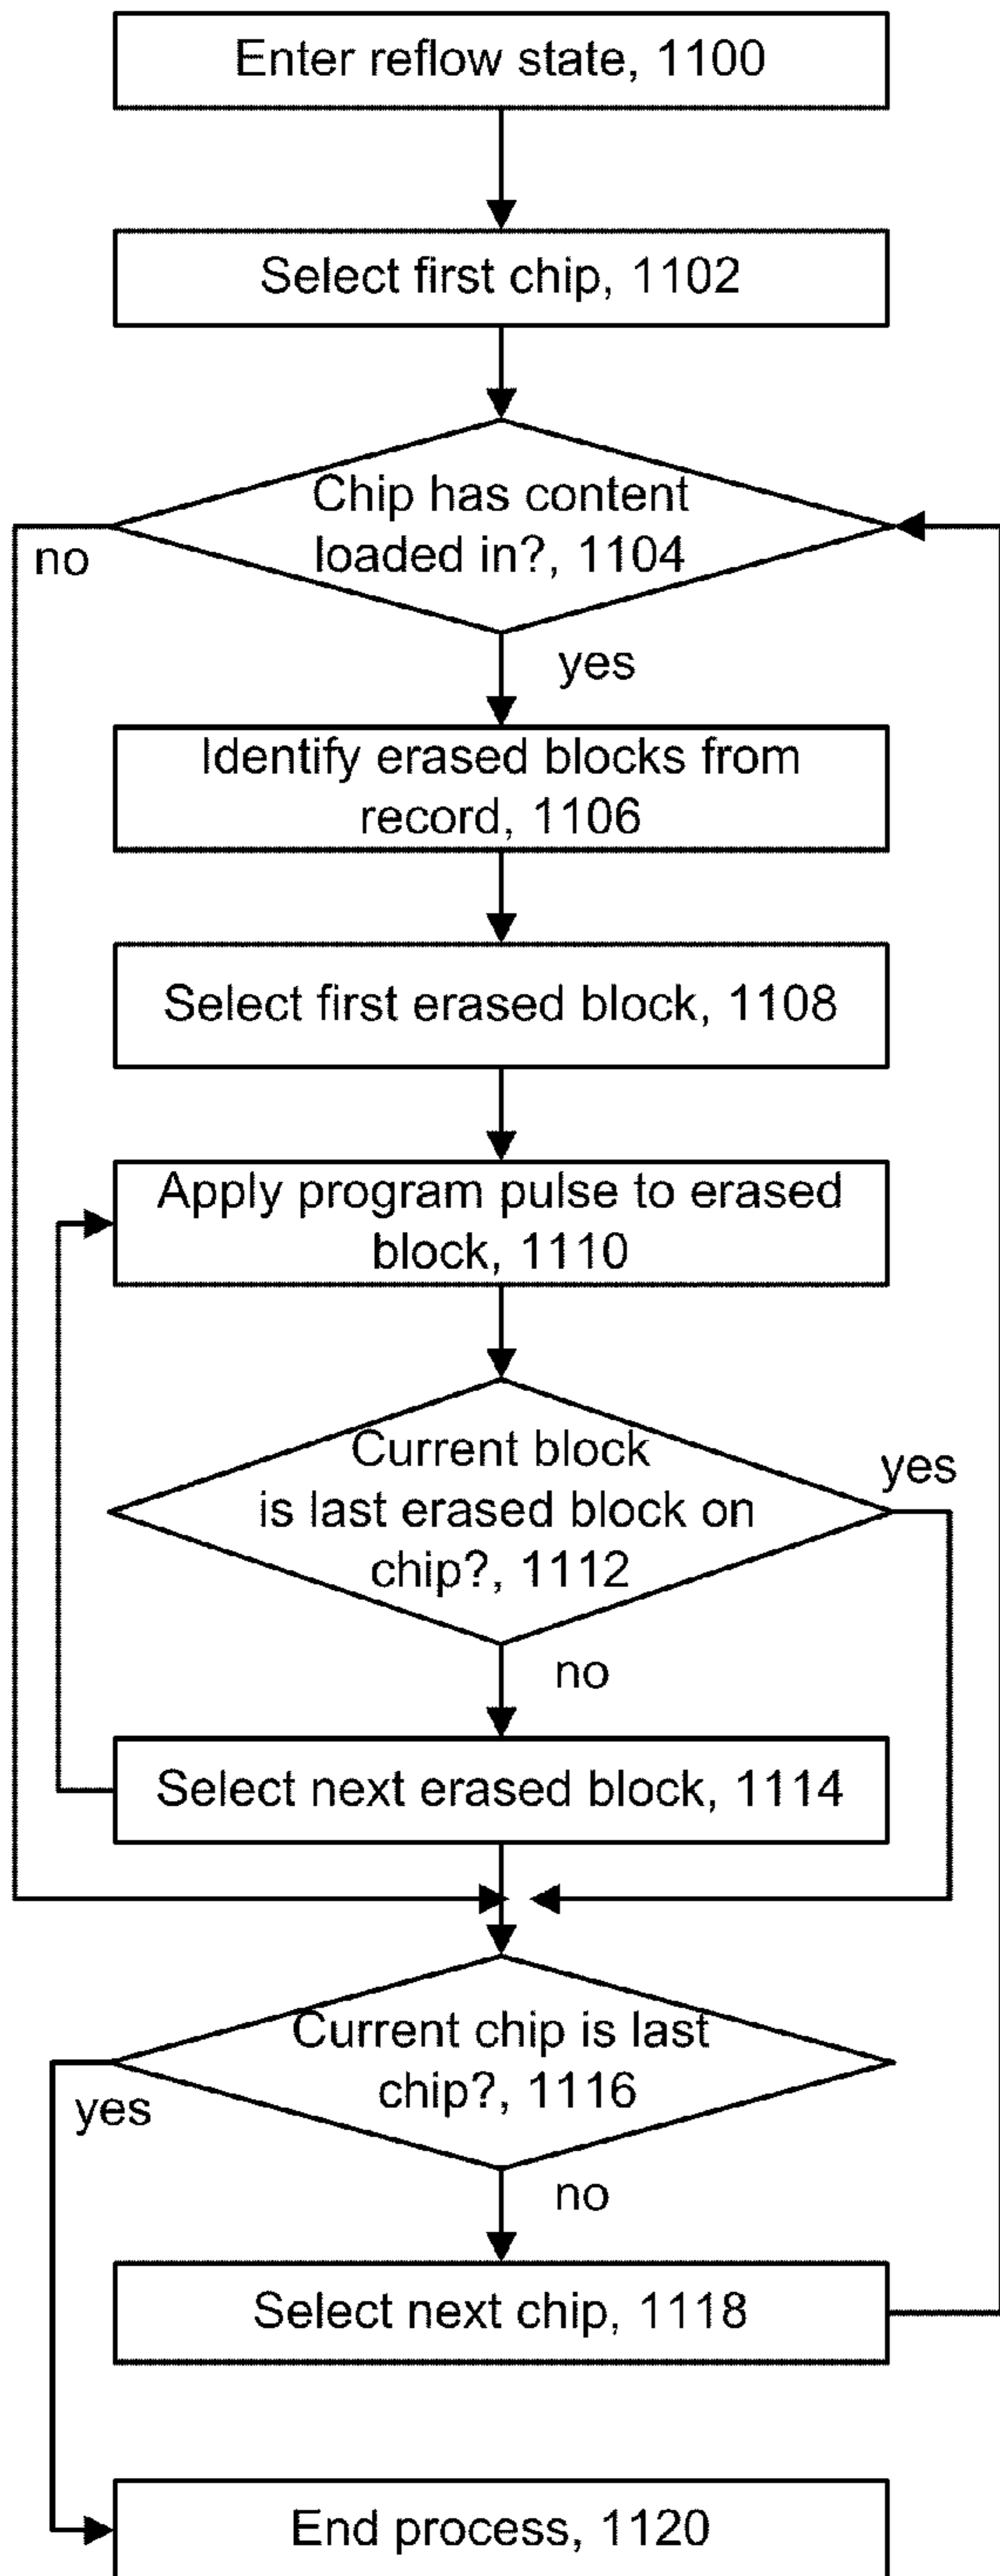 Enter reflow state, 1100
Select first chip, 1102
Chip has content
loaded in?, 1104
no
yes
Identify erased blocks from
record, 1106
Select first erased block, 1108
Apply program pulse to erased
block, 1110
Current block
is last erased block on
chip?, 1112
yes
no
Select next erased block, 1114
Current chip is last
chip?, 1116
yes
no
Select next chip, 1118
End process, 1120